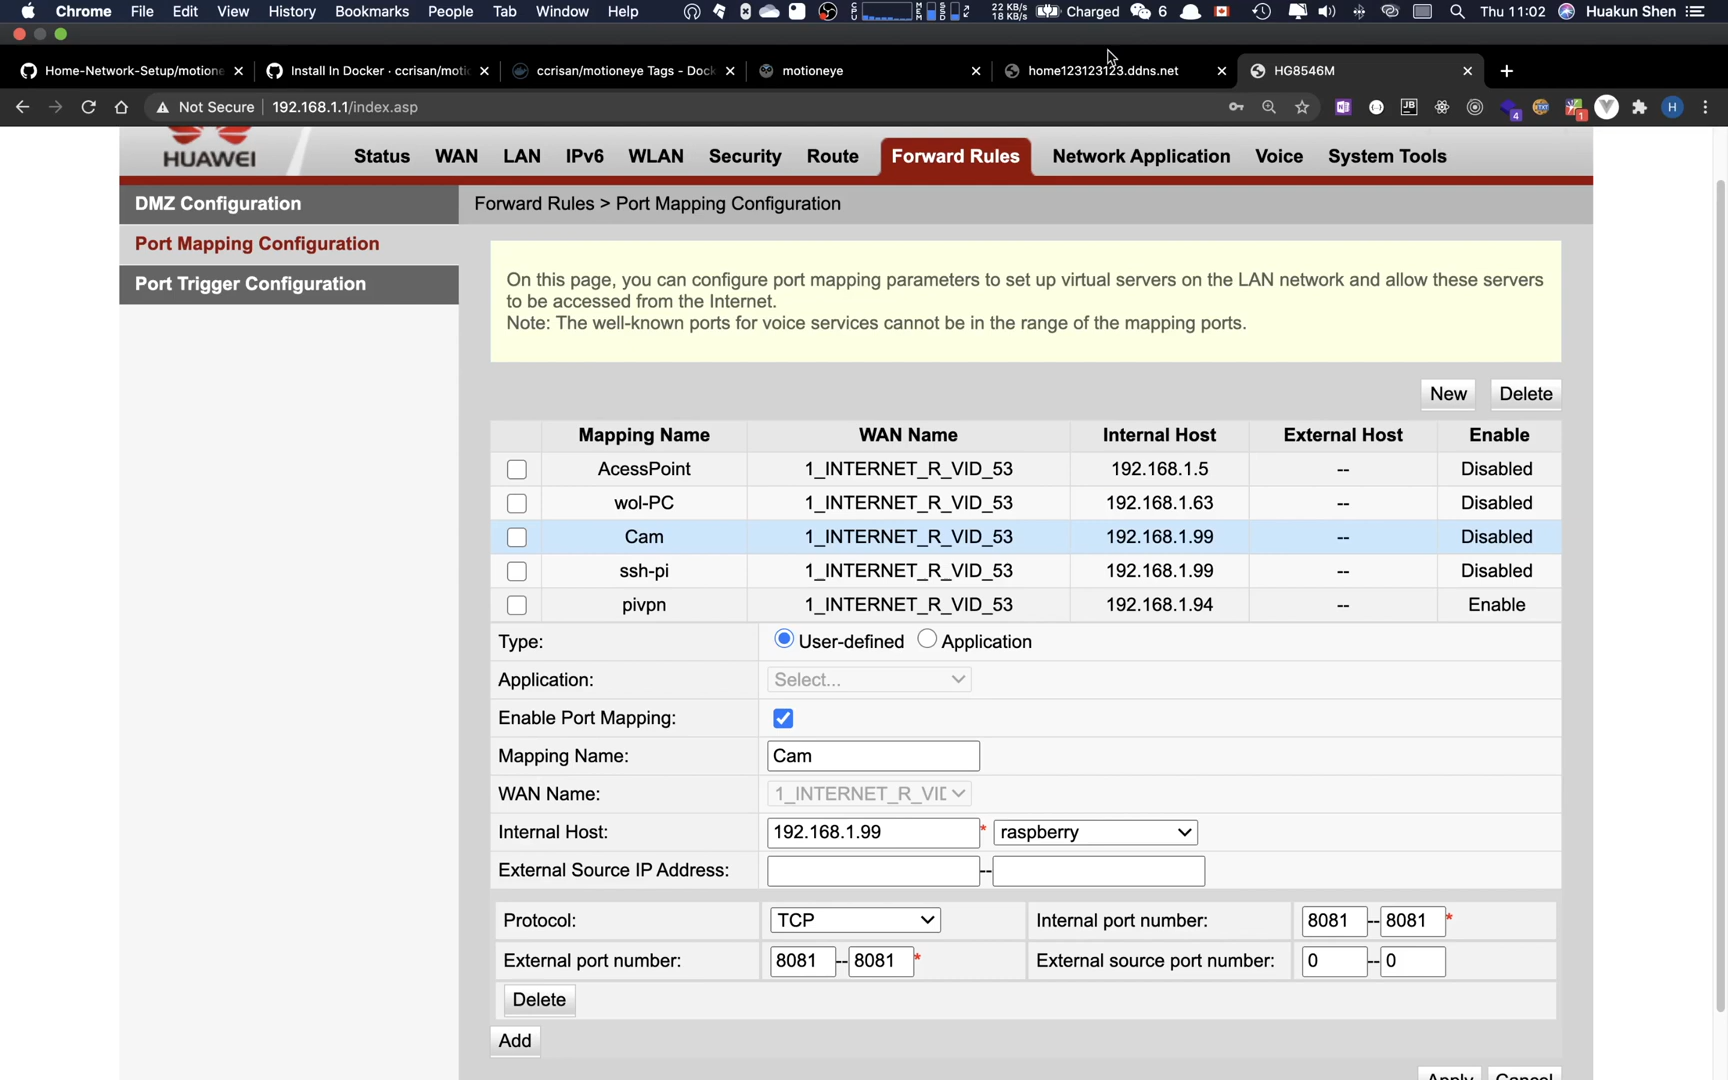 Chrome File Edit View History Bookmarks People Tab Window Help 22 KB/s 18 KB/s Charged 6 Thu 11:02 Huakun Shen
Home-Network-Setup/motione Install In Docker · ccrisan/moti ccrisan/motioneye Tags - Dock motioneye home123123123.ddns.net HG8546M
Not Secure 192.168.1.1/index.asp JB TXT 4 1 H
HUAWEI Status WAN LAN IPv6 WLAN Security Route Forward Rules Network Application Voice System Tools
DMZ Configuration
Port Mapping Configuration
Port Trigger Configuration
Forward Rules > Port Mapping Configuration
On this page, you can configure port mapping parameters to set up virtual servers on the LAN network and allow these servers
to be accessed from the Internet.
Note: The well-known ports for voice services cannot be in the range of the mapping ports.
New Delete
Mapping Name WAN Name Internal Host External Host Enable
AcessPoint 1_INTERNET_R_VID_53 192.168.1.5 -- Disabled
wol-PC 1_INTERNET_R_VID_53 192.168.1.63 -- Disabled
Cam 1_INTERNET_R_VID_53 192.168.1.99 -- Disabled
ssh-pi 1_INTERNET_R_VID_53 192.168.1.99 -- Disabled
pivpn 1_INTERNET_R_VID_53 192.168.1.94 -- Enable
Type: User-defined Application
Application: Select...
Enable Port Mapping:
Mapping Name: Cam
WAN Name: 1_INTERNET_R_VID
Internal Host: 192.168.1.99 * raspberry
External Source IP Address: --
Protocol: TCP Internal port number: 8081 -- 8081 *
External port number: 8081 -- 8081 * External source port number: 0 -- 0
Delete
Add
Apply Cancel